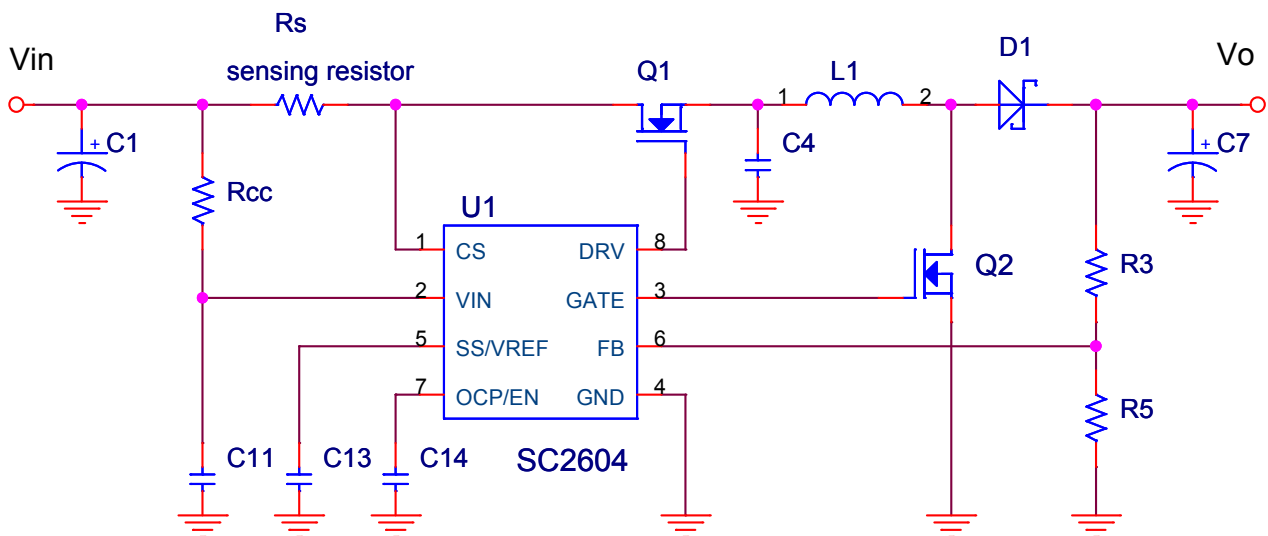 Rs
Vin
sensing resistor
Q1
1
L1
2
D1
Vo
+ C1
C4
+ C7
Rcc
U1
1 CS DRV 8
R3
2 VIN GATE 3
Q2
5 SS/VREF FB 6
7 OCP/EN GND 4
R5
C11
C13
C14
SC2604